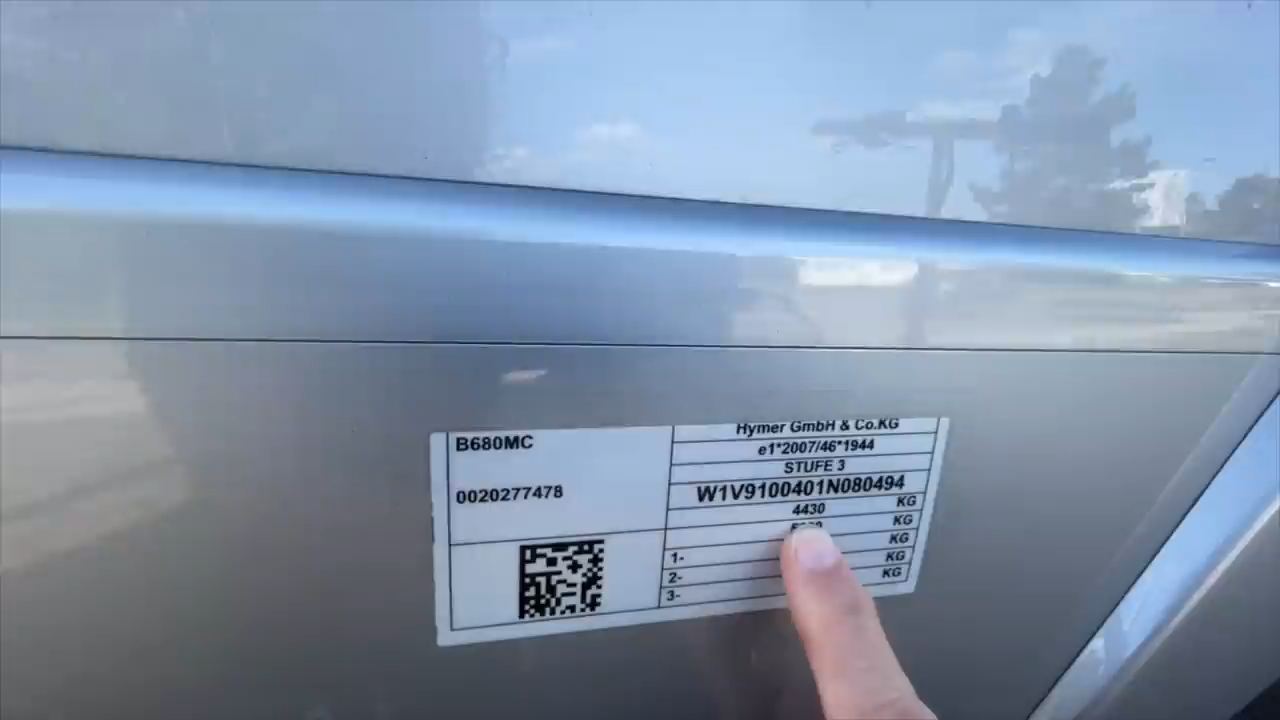 B680MC
0020277478
Hymer GmbH & Co.KG
e1*2007/46*1944
STUFE 3
W1V9100401N080494
4430 KG
KG
KG
1- KG
2- KG
3-